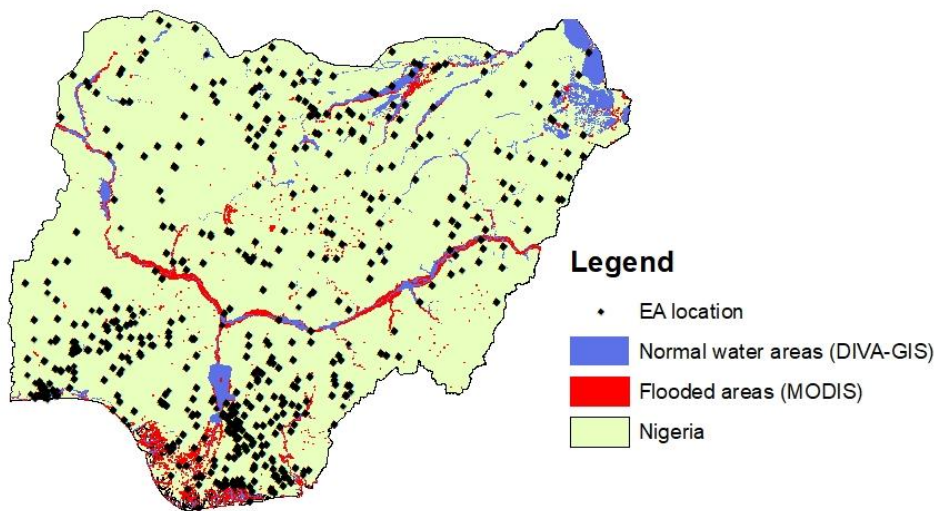 Legend
EA location
Normal water areas (DIVA-GIS)
Flooded areas (MODIS)
Nigeria